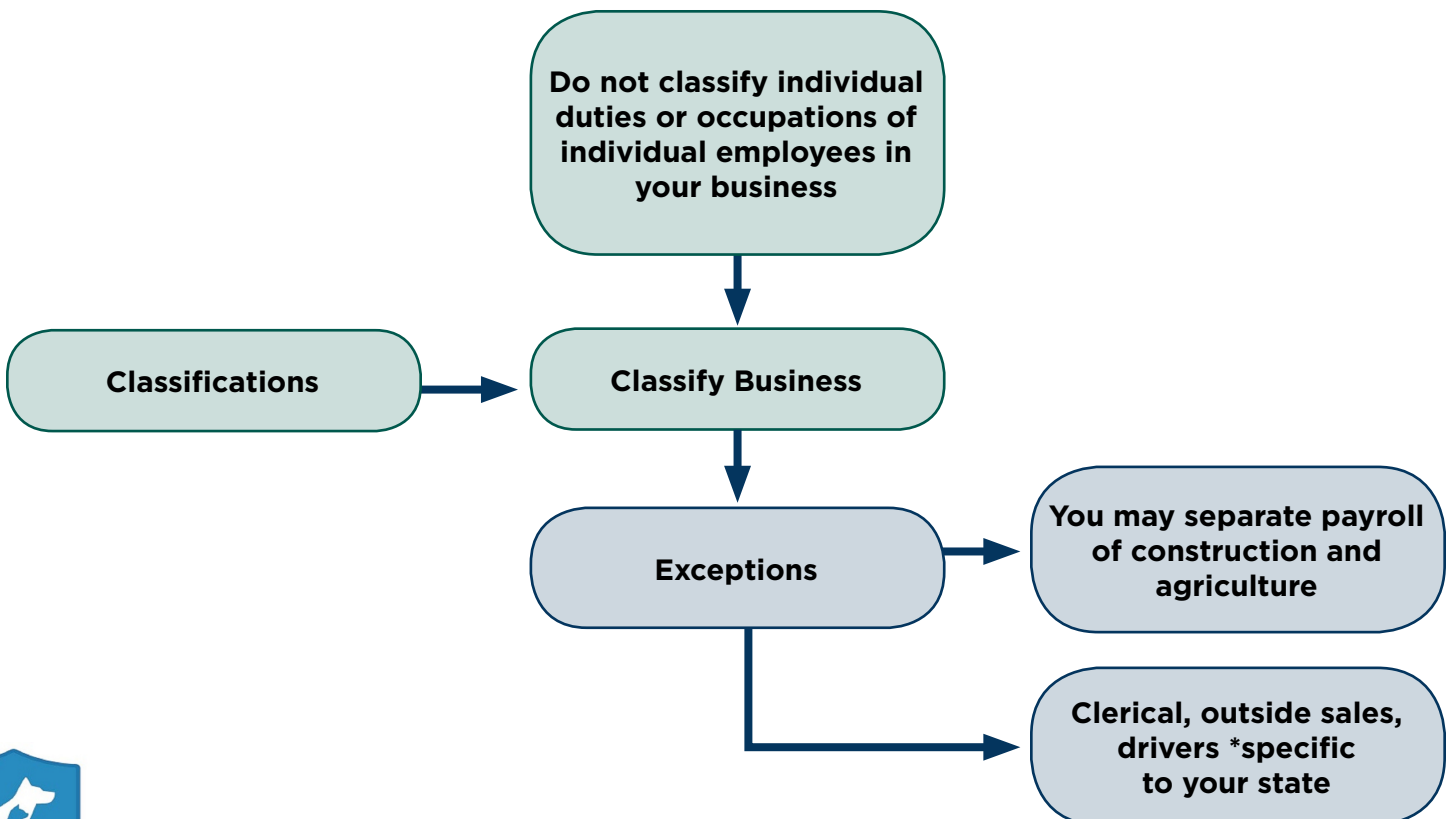 Do not classify individual
duties or occupations of
individual employees in
your business
Classifications
Classify Business
Exceptions
You may separate payroll
of construction and
agriculture
Clerical, outside sales,
drivers *specific
to your state